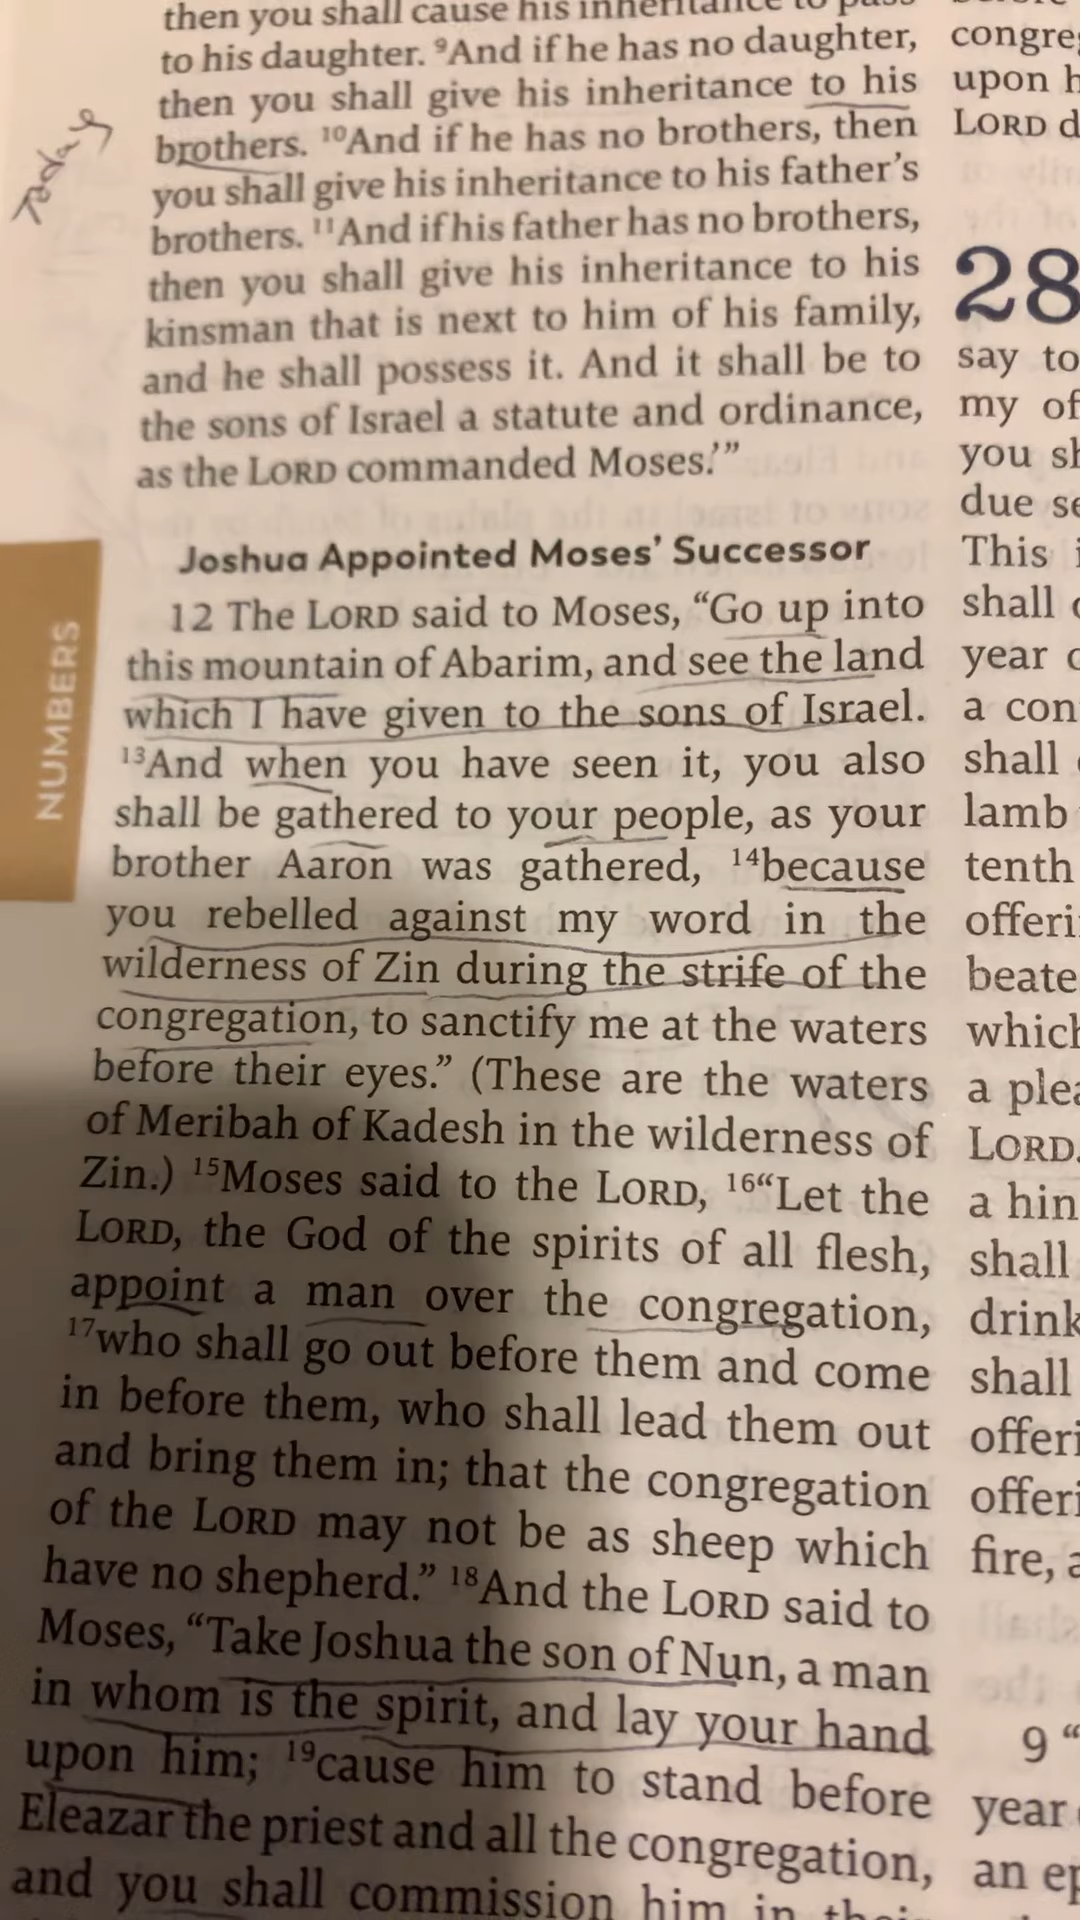 then you shall cause his inheritance to pass
to his daughter. ⁹And if he has no daughter,
then you shall give his inheritance to his
brothers. ¹⁰And if he has no brothers, then
you shall give his inheritance to his father’s
brothers. ¹¹And if his father has no brothers,
then you shall give his inheritance to his
kinsman that is next to him of his family,
and he shall possess it. And it shall be to
the sons of Israel a statute and ordinance,
as the LORD commanded Moses.’”
Joshua Appointed Moses’ Successor
12 The LORD said to Moses, “Go up into
this mountain of Abarim, and see the land
which I have given to the sons of Israel.
¹³And when you have seen it, you also
shall be gathered to your people, as your
brother Aaron was gathered, ¹⁴because
you rebelled against my word in the
wilderness of Zin during the strife of the
congregation, to sanctify me at the waters
before their eyes.” (These are the waters
of Meribah of Kadesh in the wilderness of
Zin.) ¹⁵Moses said to the LORD, ¹⁶“Let the
LORD, the God of the spirits of all flesh,
appoint a man over the congregation,
¹⁷who shall go out before them and come
in before them, who shall lead them out
and bring them in; that the congregation
of the LORD may not be as sheep which
have no shepherd.” ¹⁸And the LORD said to
Moses, “Take Joshua the son of Nun, a man
in whom is the spirit, and lay your hand
upon him; ¹⁹cause him to stand before
Eleazar the priest and all the congregation,
and you shall commission him in
Today
NUMBERS
upon
LORD
28
say to
my
you
due
This
shall
year
a
shall
lamb
tenth
which
a
LORD.
a hin
shall
shall
fire,
9 “
year
an